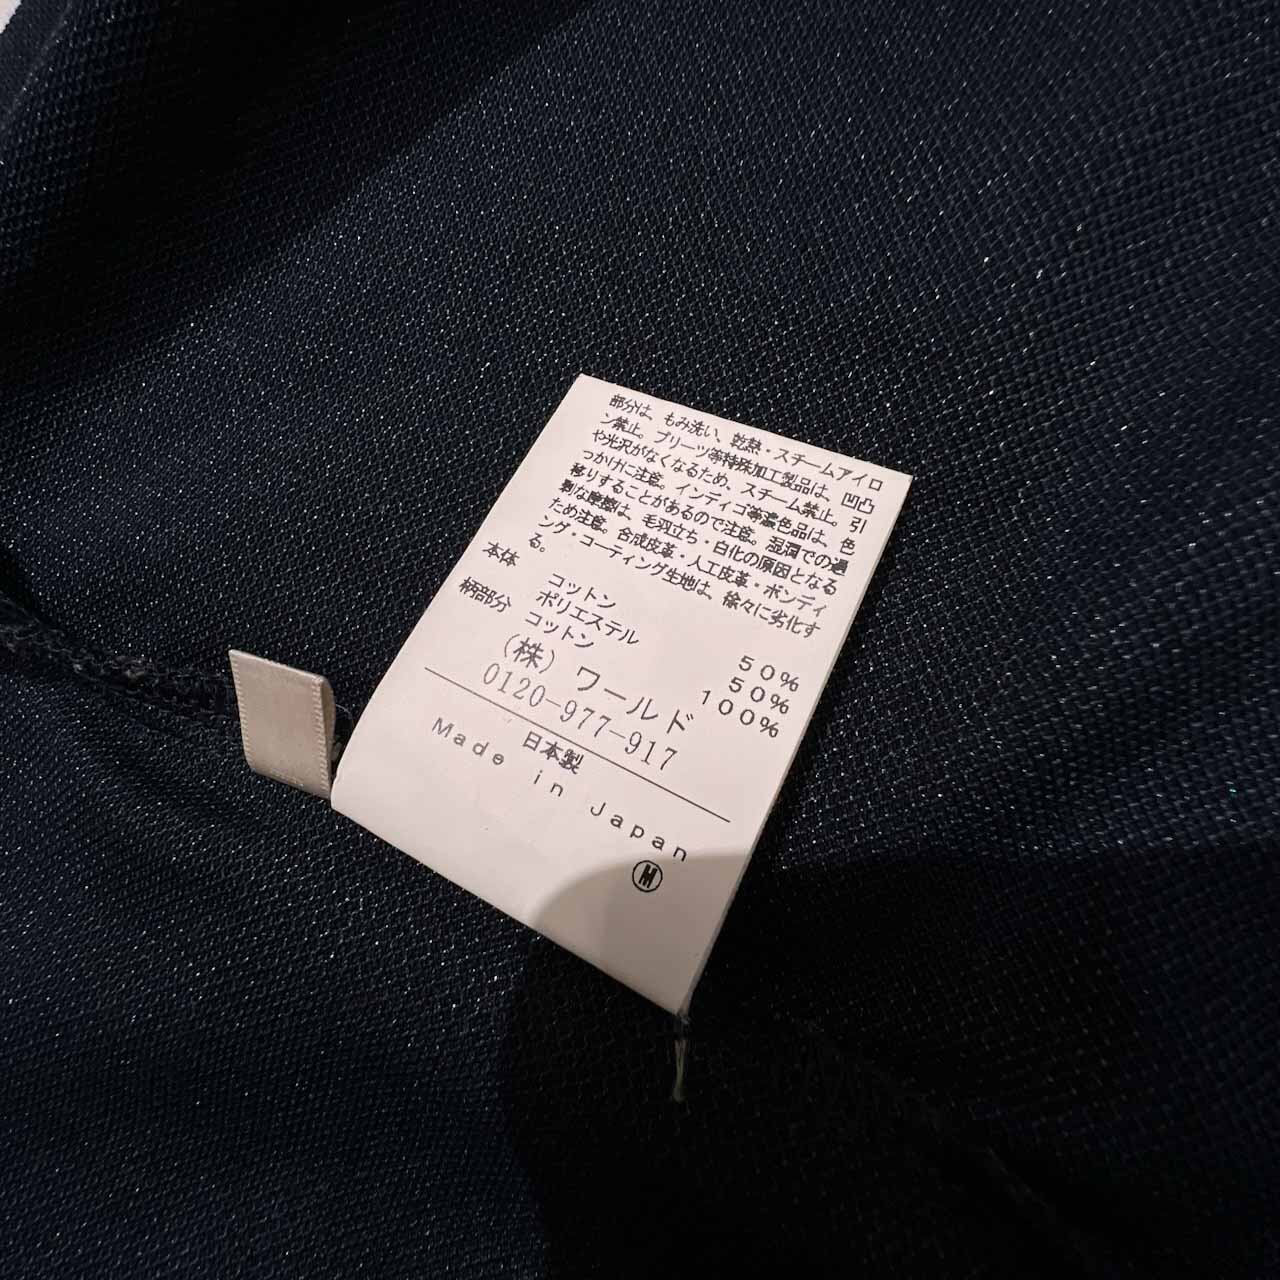 部分は、もみ洗い、乾熱・スチームアイロ
ン禁止。プリーツ等特殊加工製品は、凹凸
や光沢がなくなるため、スチーム禁止。引
っかけに注意。インディゴ等濃色品は、色
移りすることがあるので注意。湿潤での過
剰な摩擦は、毛羽立ち・白化の原因となる
ため注意。合成皮革・人工皮革・ボンディ
ング・コーティング生地は、徐々に劣化す
る。
本体 コットン 50%
ポリエステル 50%
柄部分 コットン 100%
(株)ワールド
0120-977-917
日本製
Made in Japan
M